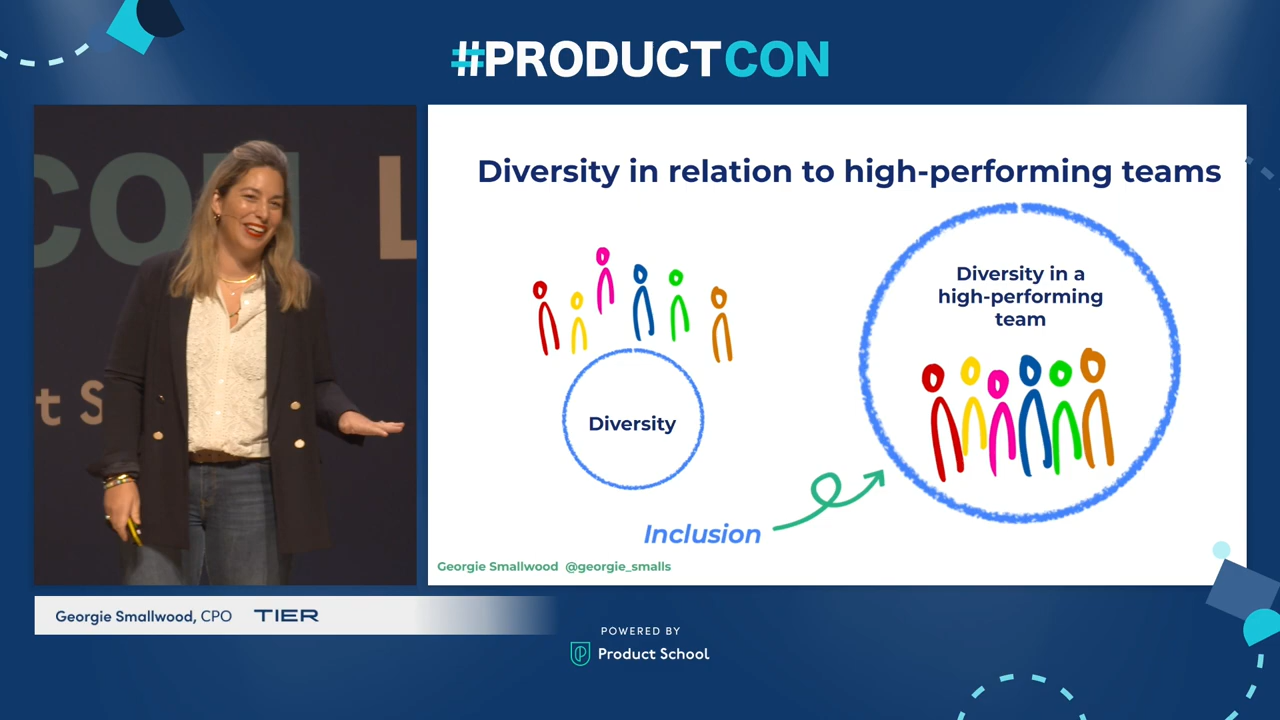 #PRODUCTCON
CON
L
t S
Diversity in relation to high-performing teams
Diversity in a
high-performing
team
Diversity
Inclusion
Georgie Smallwood @georgie_smalls
Georgie Smallwood, CPO TIER
POWERED BY
Product School